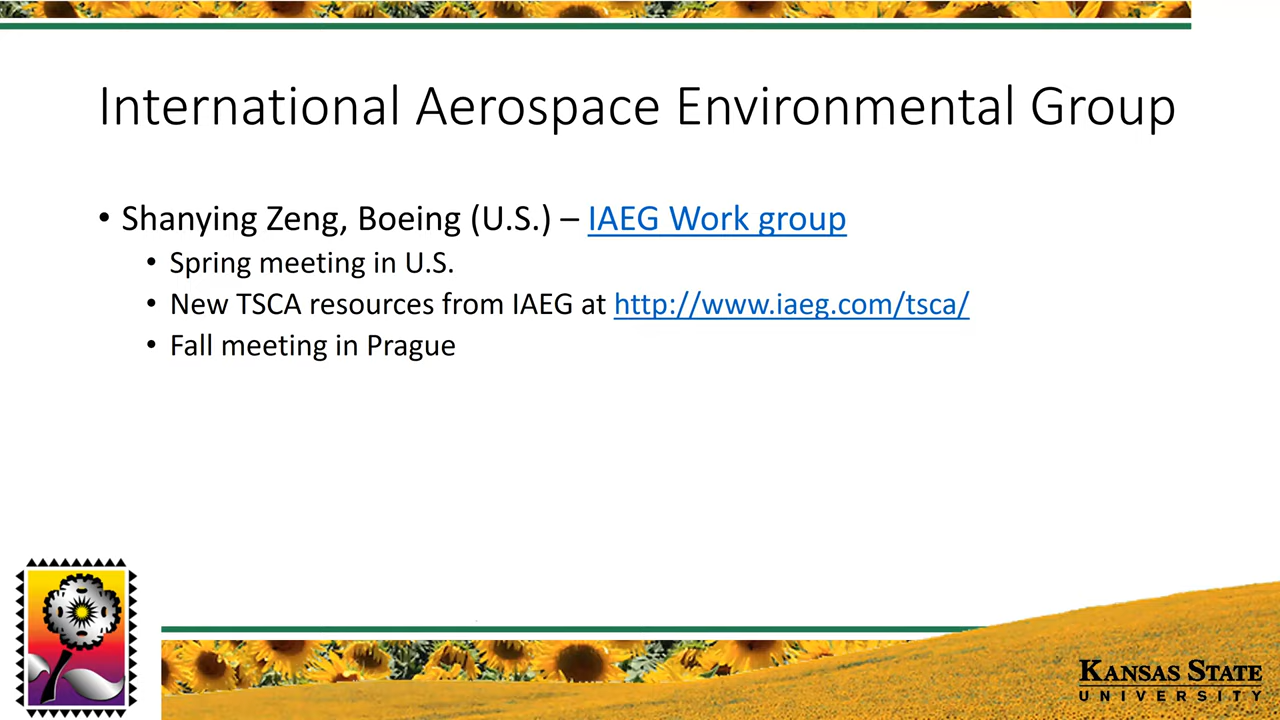 International Aerospace Environmental Group
• Shanying Zeng, Boeing (U.S.) – IAEG Work group
• Spring meeting in U.S.
• New TSCA resources from IAEG at http://www.iaeg.com/tsca/
• Fall meeting in Prague
KANSAS STATE
UNIVERSITY